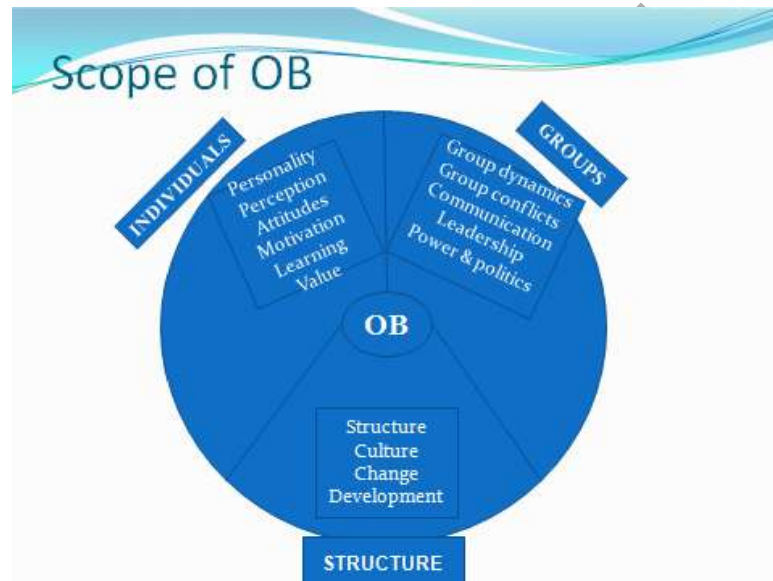 Scope of OB
INDIVIDUALS
Personality
Perception
Attitudes
Motivation
Learning
Value
GROUPS
Group dynamics
Group conflicts
Communication
Leadership
Power & politics
OB
Structure
Culture
Change
Development
STRUCTURE